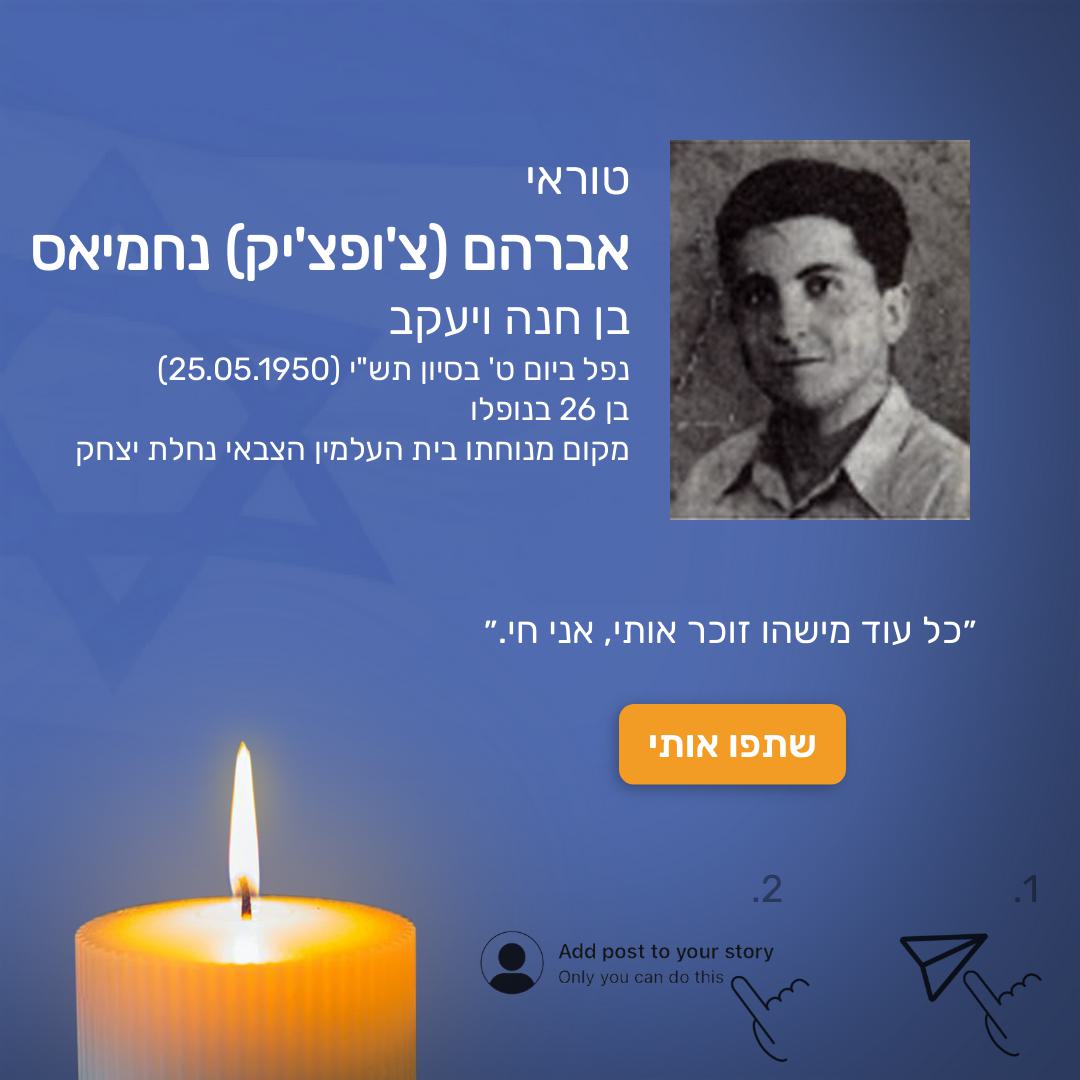 טוראי
אברהם (צ'ופצ'יק) נחמיאס
בן חנה ויעקב
נפל ביום ט' בסיון תש"י (25.05.1950)
בן 26 בנופלו
מקום מנוחתו בית העלמין הצבאי נחלת יצחק
״כל עוד מישהו זוכר אותי, אני חי.״
שתפו אותי
.1
.2
Add post to your story
Only you can do this